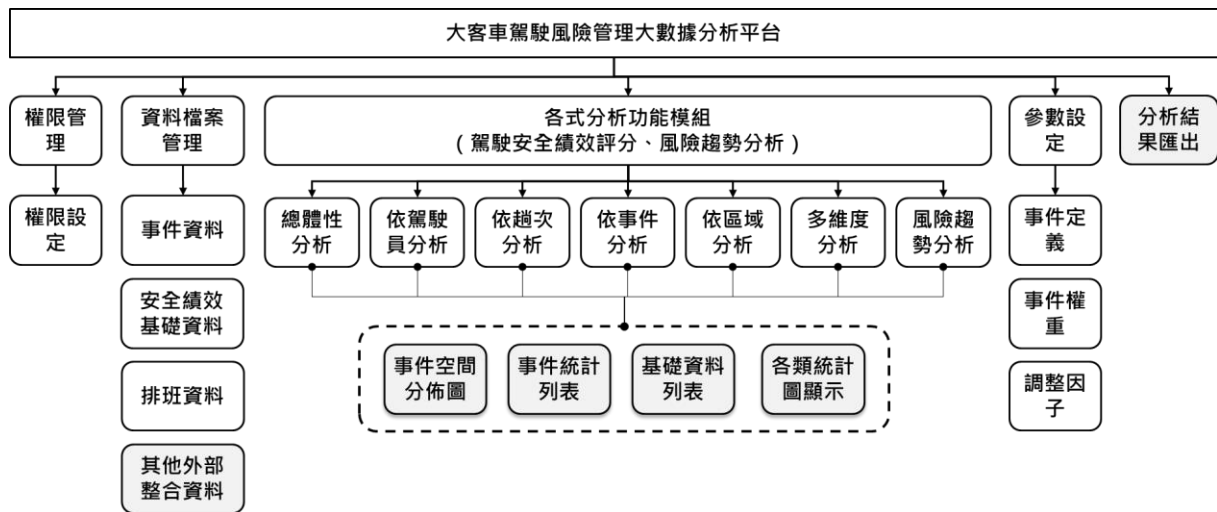 大客車駕駛風險管理大數據分析平台
權限管
理
資料檔案
管理
各式分析功能模組
（駕駛安全績效評分、風險趨勢分析）
參數設
定
分析結
果匯出
權限設
定
事件資料
安全績效
基礎資料
排班資料
其他外部
整合資料
總體性
分析
依駕駛
員分析
依趟次
分析
依事件
分析
依區域
分析
多維度
分析
風險趨
勢分析
事件空間
分佈圖
事件統計
列表
基礎資料
列表
各類統計
圖顯示
事件定
義
事件權
重
調整因
子